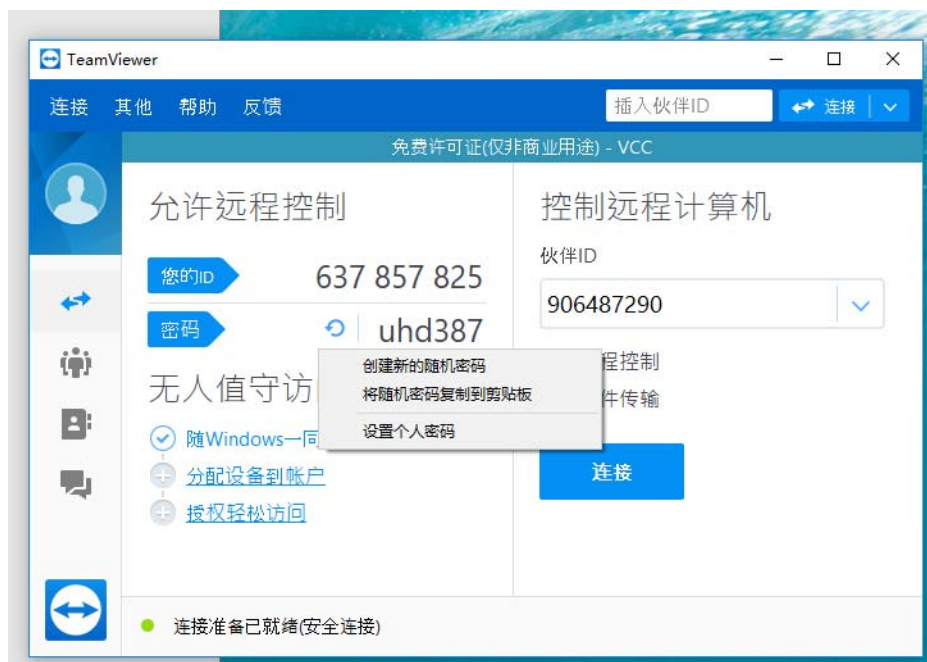 TeamViewer
连接 其他 帮助 反馈 插入伙伴ID 连接
免费许可证(仅非商业用途) - VCC
允许远程控制
您的ID 637 857 825
密码 uhd387
创建新的随机密码
将随机密码复制到剪贴板
设置个人密码
无人值守访
随Windows一同
分配设备到帐户
授权轻松访问
控制远程计算机
伙伴ID
906487290
程控制
件传输
连接
连接准备已就绪(安全连接)